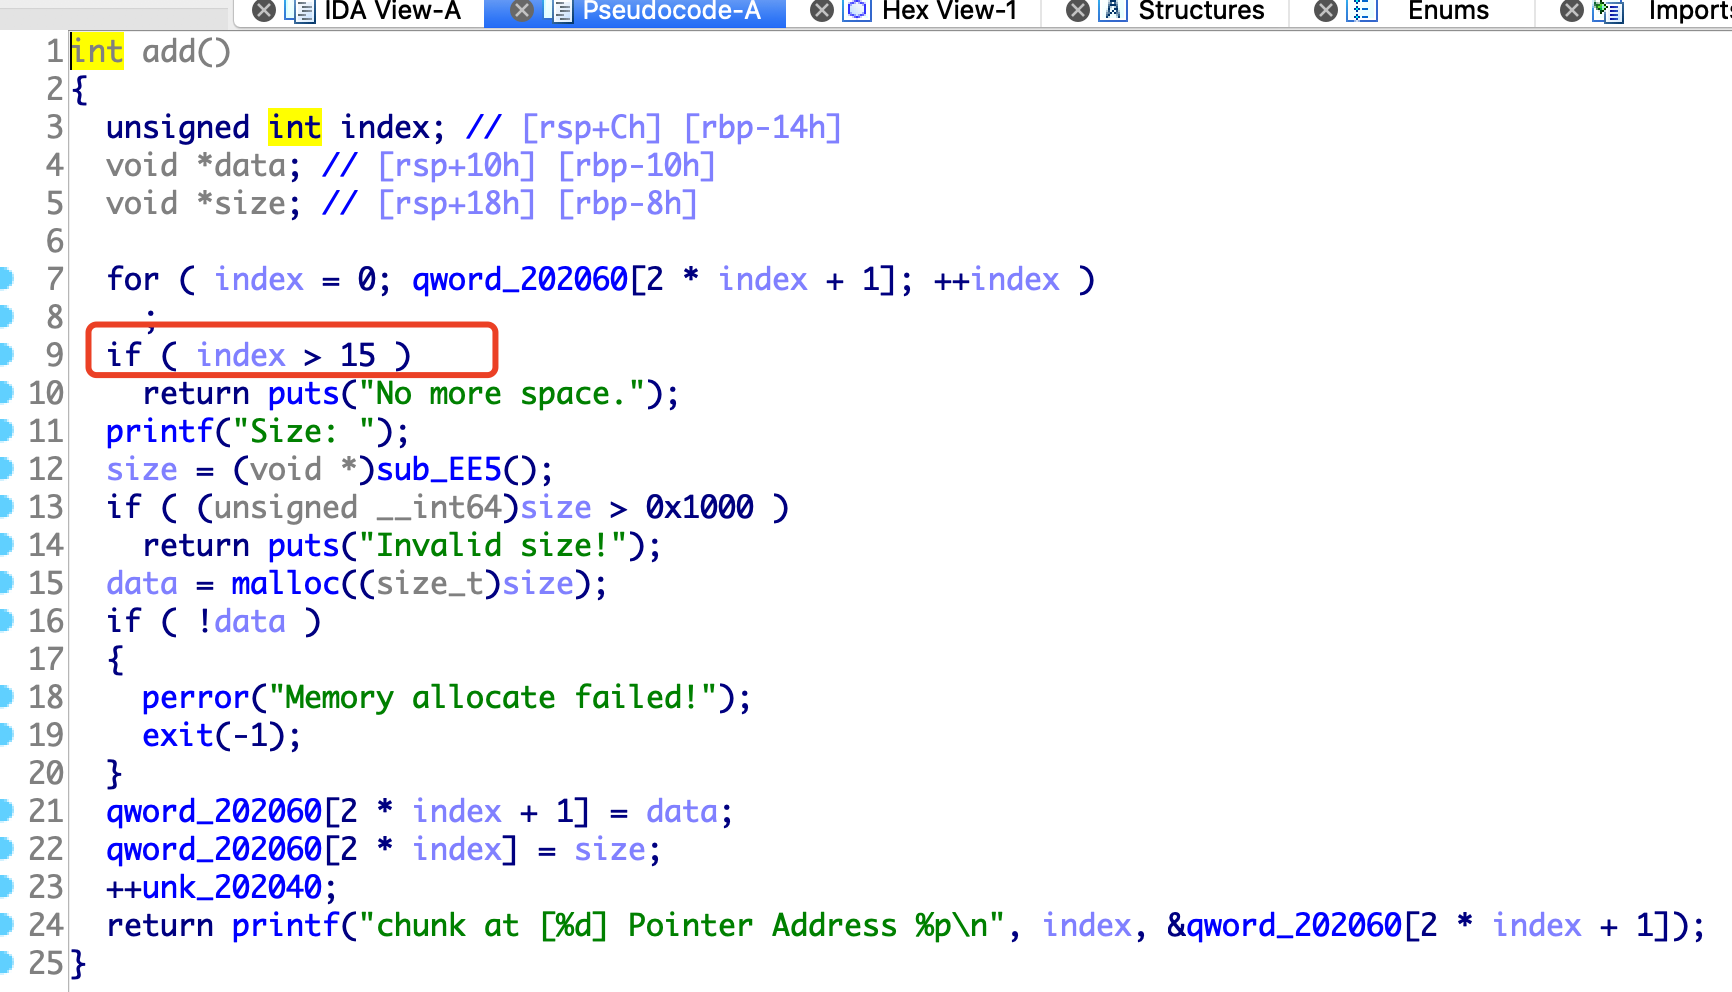 IDA View-A Pseudocode-A Hex View-1 Structures Enums Imports
1 int add()
2 {
3 unsigned int index; // [rsp+Ch] [rbp-14h]
4 void *data; // [rsp+10h] [rbp-10h]
5 void *size; // [rsp+18h] [rbp-8h]
6
7 for ( index = 0; qword_202060[2 * index + 1]; ++index )
8 ;
9 if ( index > 15 )
10 return puts("No more space.");
11 printf("Size: ");
12 size = (void *)sub_EE5();
13 if ( (unsigned __int64)size > 0x1000 )
14 return puts("Invalid size!");
15 data = malloc((size_t)size);
16 if ( !data )
17 {
18 perror("Memory allocate failed!");
19 exit(-1);
20 }
21 qword_202060[2 * index + 1] = data;
22 qword_202060[2 * index] = size;
23 ++unk_202040;
24 return printf("chunk at [%d] Pointer Address %p\n", index, &qword_202060[2 * index + 1]);
25 }